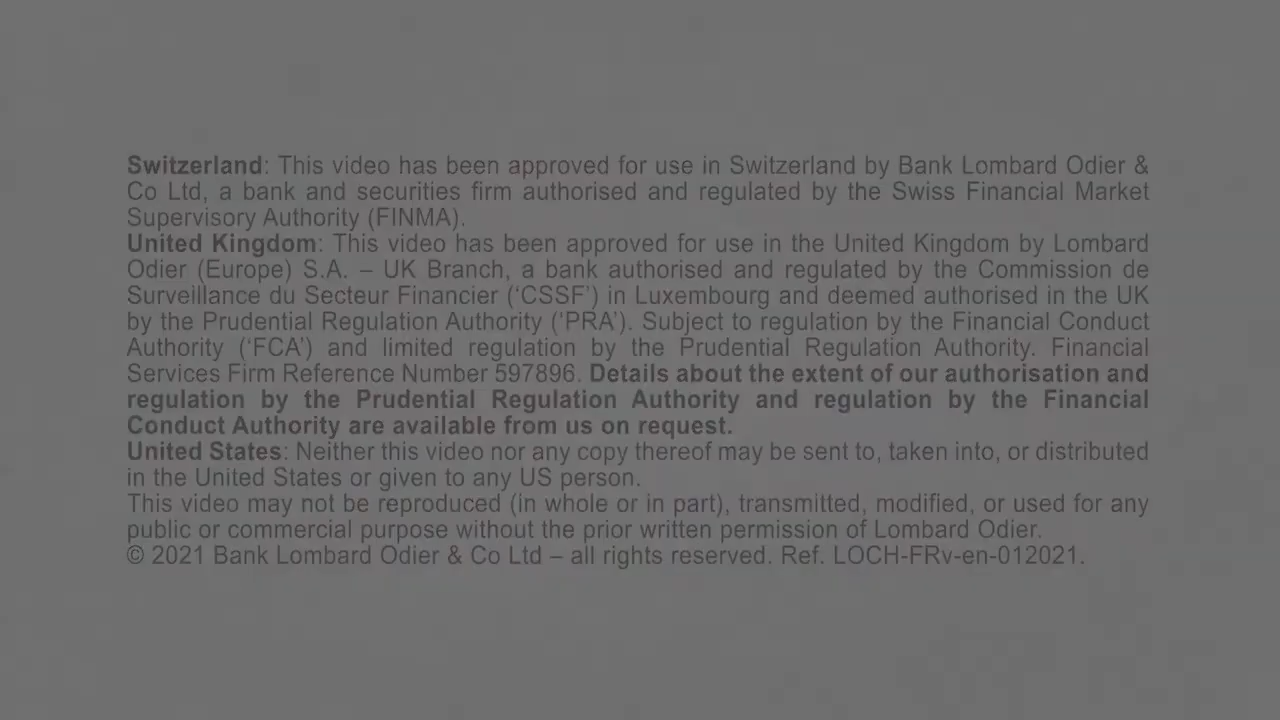 Switzerland: This video has been approved for use in Switzerland by Bank Lombard Odier &
Co Ltd, a bank and securities firm authorised and regulated by the Swiss Financial Market
Supervisory Authority (FINMA).
United Kingdom: This video has been approved for use in the United Kingdom by Lombard
Odier (Europe) S.A. – UK Branch, a bank authorised and regulated by the Commission de
Surveillance du Secteur Financier (‘CSSF’) in Luxembourg and deemed authorised in the UK
by the Prudential Regulation Authority (‘PRA’). Subject to regulation by the Financial Conduct
Authority (‘FCA’) and limited regulation by the Prudential Regulation Authority. Financial
Services Firm Reference Number 597896. Details about the extent of our authorisation and
regulation by the Prudential Regulation Authority and regulation by the Financial
Conduct Authority are available from us on request.
United States: Neither this video nor any copy thereof may be sent to, taken into, or distributed
in the United States or given to any US person.
This video may not be reproduced (in whole or in part), transmitted, modified, or used for any
public or commercial purpose without the prior written permission of Lombard Odier.
© 2021 Bank Lombard Odier & Co Ltd – all rights reserved. Ref. LOCH-FRv-en-012021.